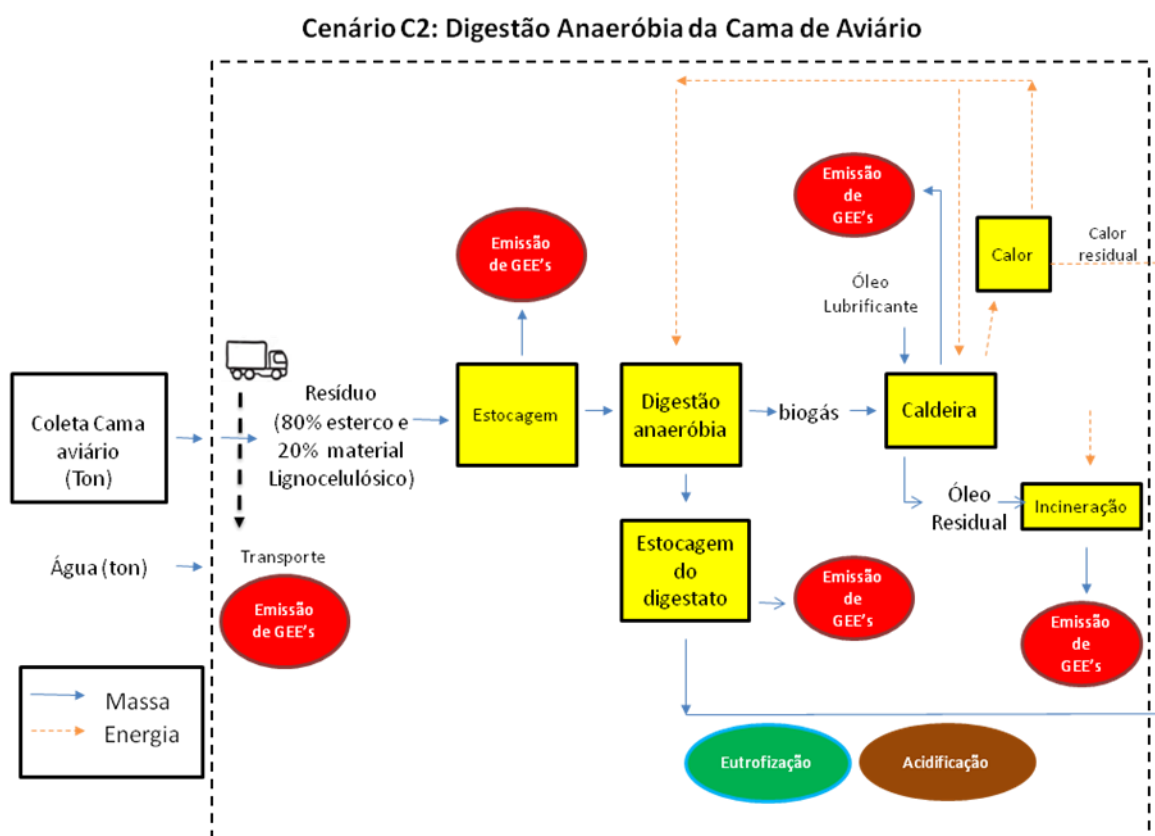 Cenário C2: Digestão Anaeróbia da Cama de Aviário
Emissão
de
GEE's
Emissão
de GEE's
Calor
Calor
residual
Óleo
Lubrificante
Coleta Cama
aviário
(Ton)
Resíduo
(80% esterco e
20% material
Lignocelulósico)
Estocagem
Digestão
anaeróbia
biogás
Caldeira
Óleo
Residual
Incineração
Água (ton)
Transporte
Emissão
de GEE's
Estocagem
do
digestato
Emissão
de
GEE's
Emissão
de
GEE's
Massa
Energia
Eutrofização
Acidificação